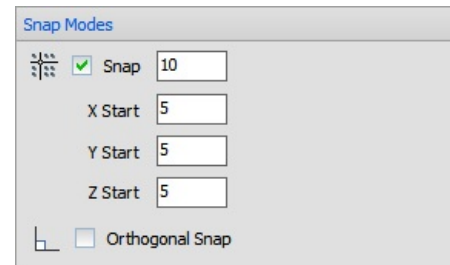 Snap Modes
Snap 10
X Start 5
Y Start 5
Z Start 5
Orthogonal Snap